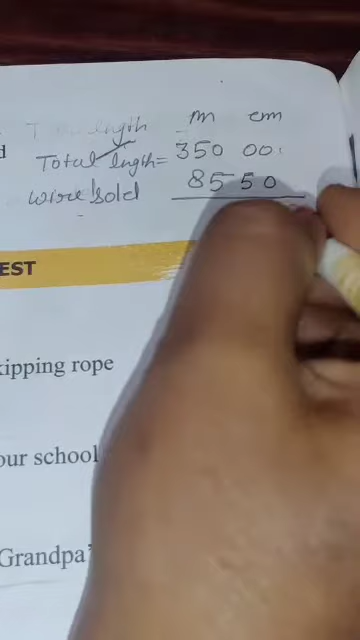 m cm
Total length= 350 00
wire sold 85 50
EST
kipping rope
our school
Grandpa'